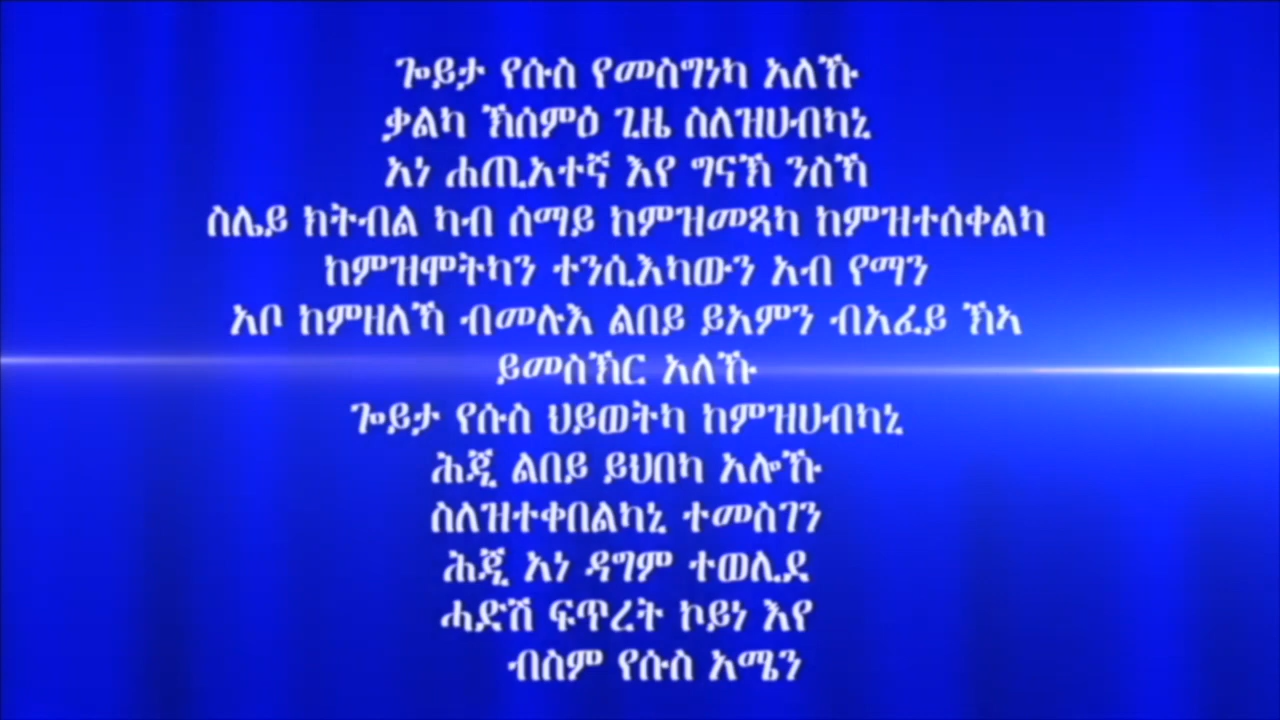 ጐይታ የሱስ የመስግነካ አለኹ
ቃልካ ኽሰምዕ ጊዜ ስለዝሀብካኒ
አነ ሐጢአተኛ እየ ግናኽ ንስኻ
ስሌይ ክትብል ካብ ሰማይ ከምዝመጻካ ከምዝተሰቀልካ
ከምዝሞትካን ተንሲእካውን አብ የማን
አቦ ከምዘለኻ ብመሉእ ልበይ ይአምን ብአፈይ ኽኣ
ይመስኽር አለኹ
ጐይታ የሱስ ህይወትካ ከምዝሀብካኒ
ሕጂ ልበይ ይህበካ አሎኹ
ስለዝተቀበልካኒ ተመስገን
ሕጂ አነ ዳግም ተወሊደ
ሓድሽ ፍጥረት ኮይነ እየ
ብስም የሱስ አሜን